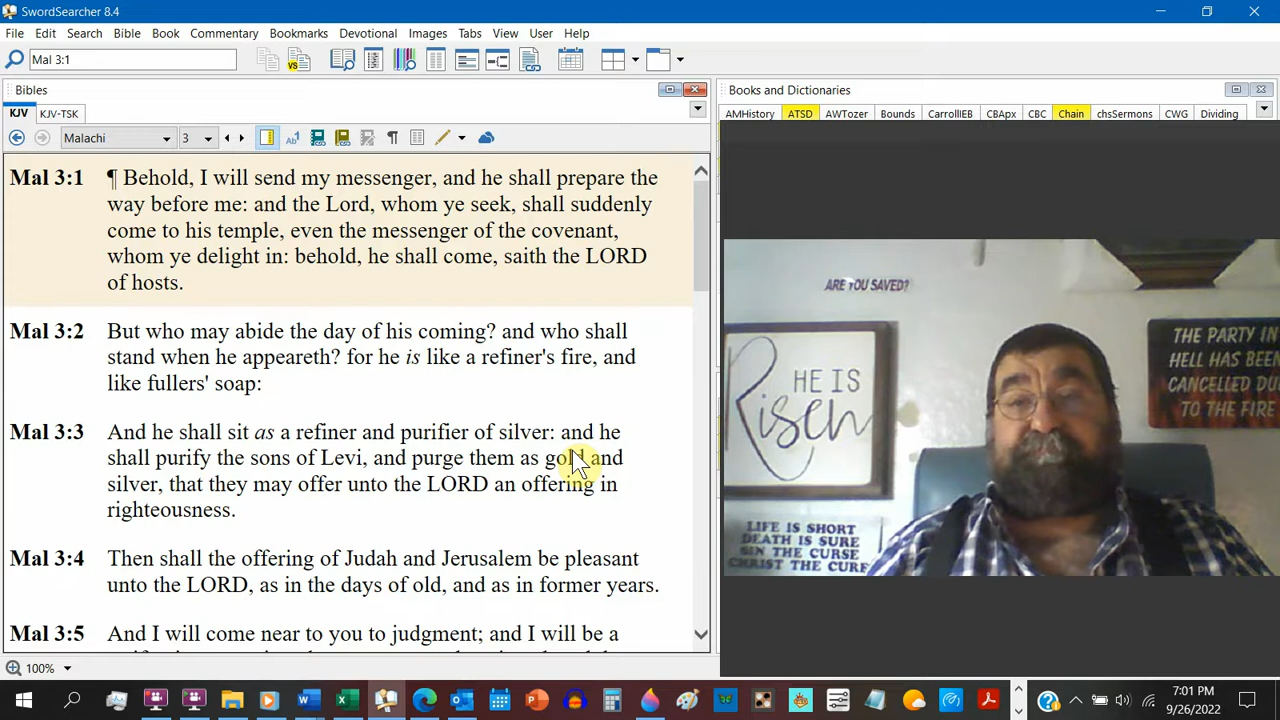 SwordSearcher 8.4
File Edit Search Bible Book Commentary Bookmarks Devotional Images Tabs View User Help
Mal 3:1
VS
Bibles
KJV KJV-TSK
Malachi 3
Mal 3:1 ¶ Behold, I will send my messenger, and he shall prepare the
way before me: and the Lord, whom ye seek, shall suddenly
come to his temple, even the messenger of the covenant,
whom ye delight in: behold, he shall come, saith the LORD
of hosts.
Mal 3:2 But who may abide the day of his coming? and who shall
stand when he appeareth? for he is like a refiner's fire, and
like fullers' soap:
Mal 3:3 And he shall sit as a refiner and purifier of silver: and he
shall purify the sons of Levi, and purge them as gold and
silver, that they may offer unto the LORD an offering in
righteousness.
Mal 3:4 Then shall the offering of Judah and Jerusalem be pleasant
unto the LORD, as in the days of old, and as in former years.
Mal 3:5 And I will come near to you to judgment; and I will be a
100%
Books and Dictionaries
AMHistory ATSD AWTozer Bounds CarrollEB CBApx CBC Chain chsSermons CWG Dividing
ARE YOU SAVED?
HE IS
Risen
THE PARTY IN
HELL HAS BEEN
CANCELLED DUE
TO THE FIRE
LIFE IS SHORT
DEATH IS SURE
SIN THE CURSE
CHRIST THE CURE
7:01 PM
9/26/2022